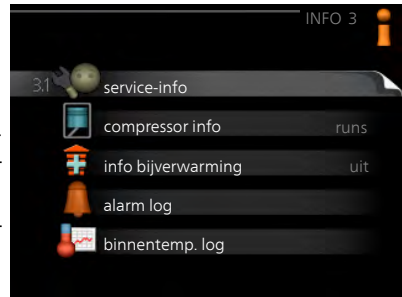 INFO 3
3.1 service-info
compressor info runs
info bijverwarming uit
alarm log
binnentemp. log